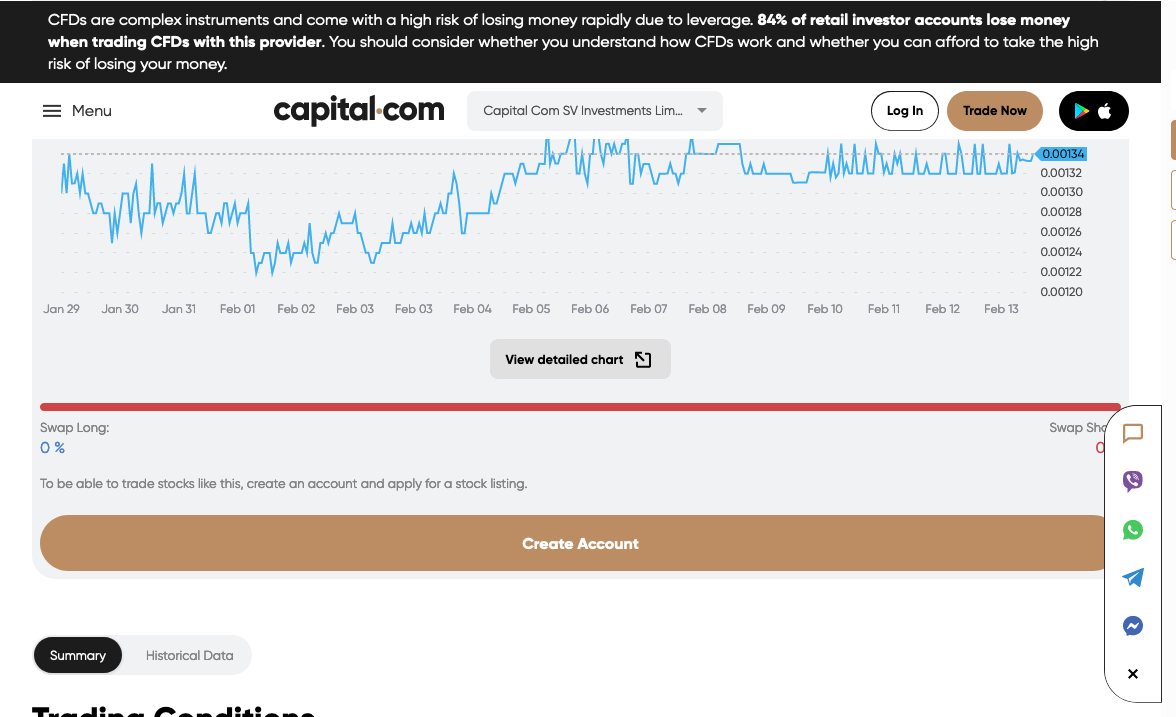 CFDs are complex instruments and come with a high risk of losing money rapidly due to leverage. 84% of retail investor accounts lose money
when trading CFDs with this provider. You should consider whether you understand how CFDs work and whether you can afford to take the high
risk of losing your money.
Menu
capital.com
Capital Com SV Investments Lim...
Log In
Trade Now
0.00134
0.00132
0.00130
0.00128
0.00126
0.00124
0.00122
0.00120
Jan 29 Jan 30 Jan 31 Feb 01 Feb 02 Feb 03 Feb 03 Feb 04 Feb 05 Feb 06 Feb 07 Feb 08 Feb 09 Feb 10 Feb 11 Feb 12 Feb 13
View detailed chart
Swap Long:
Swap Sho
0 %
0
To be able to trade stocks like this, create an account and apply for a stock listing.
Create Account
Summary
Historical Data
Trading Conditions